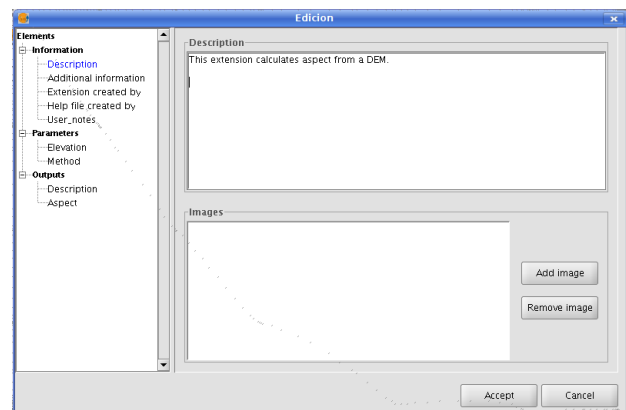 Edicion
Elements
Information
Description
Additional information
Extension created by
Help file created by
User_notes
Parameters
Elevation
Method
Outputs
Description
Aspect
Description
This extension calculates aspect from a DEM.
Images
Add image
Remove image
Accept
Cancel